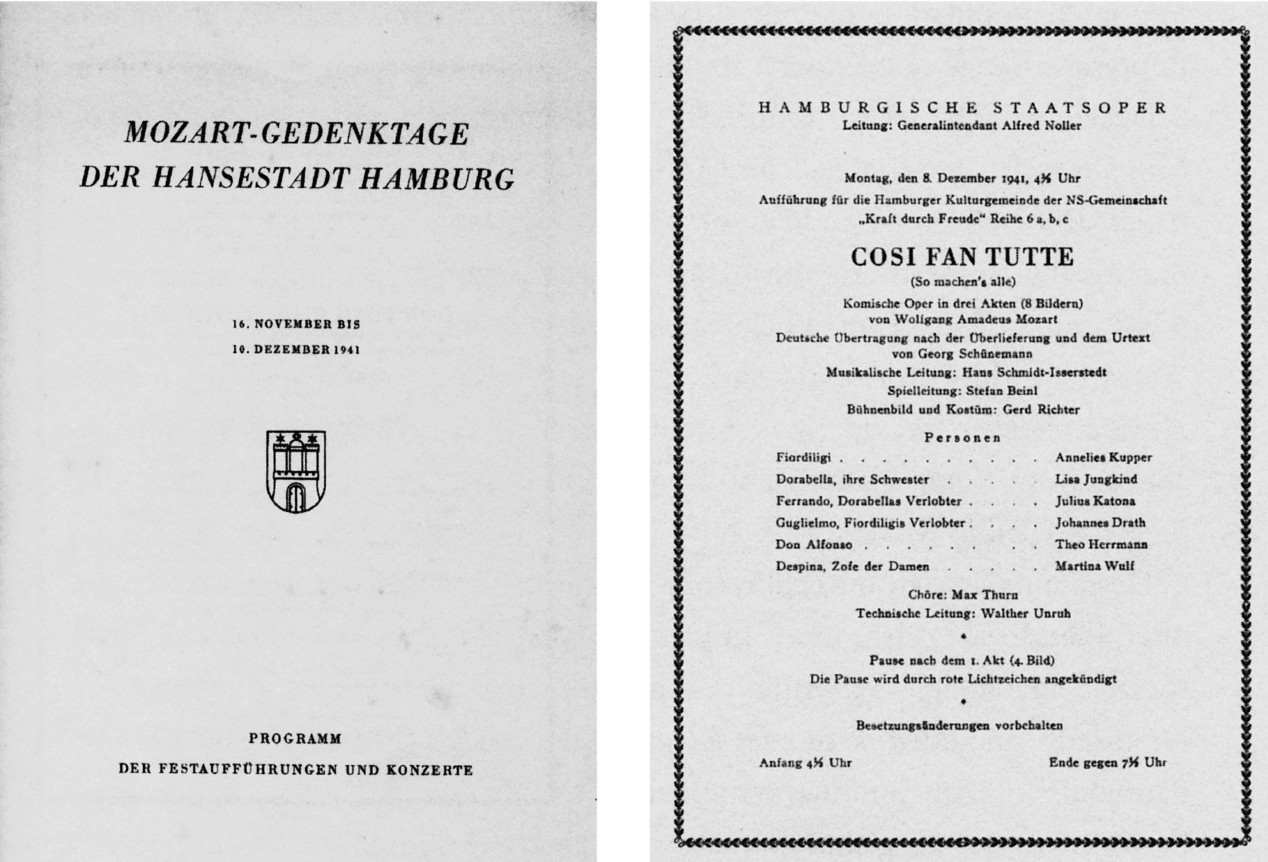 MOZART-GEDENKTAGE
DER HANSESTADT HAMBURG
16. NOVEMBER BIS
10. DEZEMBER 1941
PROGRAMM
DER FESTAUFFÜHRUNGEN UND KONZERTE
HAMBURGISCHE STAATSOPER
Leitung: Generalintendant Alfred Noller
Montag, den 8. Dezember 1941, 4½ Uhr
Aufführung für die Hamburger Kulturgemeinde der NS-Gemeinschaft
„Kraft durch Freude“ Reihe 6 a, b, c
COSI FAN TUTTE
(So machen's alle)
Komische Oper in drei Akten (8 Bildern)
von Wolfgang Amadeus Mozart
Deutsche Übertragung nach der Überlieferung und dem Urtext
von Georg Schünemann
Musikalische Leitung: Hans Schmidt-Isserstedt
Spielleitung: Stefan Beinl
Bühnenbild und Kostüm: Gerd Richter
Personen
Fiordiligi . . . . . . . . . . Annelies Kupper
Dorabella, ihre Schwester . . . . . Lisa Jungkind
Ferrando, Dorabellas Verlobter . . . . Julius Katona
Guglielmo, Fiordiligis Verlobter . . . . Johannes Drath
Don Alfonso . . . . . . . . . Theo Herrmann
Despina, Zofe der Damen . . . . . Martina Wulf
Chöre: Max Thurn
Technische Leitung: Walther Unruh
Pause nach dem 1. Akt (4. Bild)
Die Pause wird durch rote Lichtzeichen angekündigt
Besetzungsänderungen vorbehalten
Anfang 4½ Uhr Ende gegen 7½ Uhr